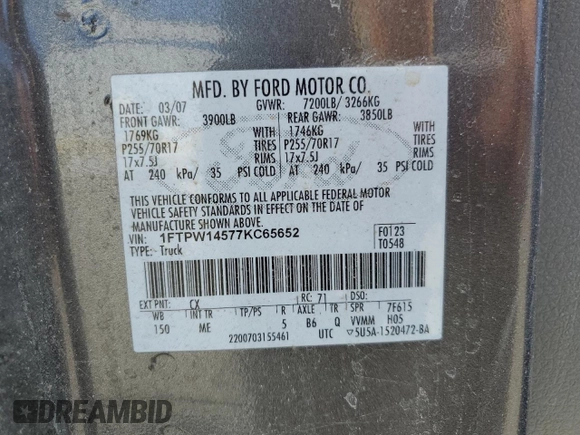 MFD. BY FORD MOTOR CO.
DATE: 03/07 GVWR: 7200LB/ 3266KG
FRONT GAWR: 3900LB REAR GAWR: 3850LB
1769KG WITH 1746KG WITH
P255/70R17 TIRES P255/70R17 TIRES
17x7.5J RIMS 17x7.5J RIMS
AT 240 kPa/ 35 PSI COLD AT 240 kPa/ 35 PSI COLD
THIS VEHICLE CONFORMS TO ALL APPLICABLE FEDERAL MOTOR
VEHICLE SAFETY STANDARDS IN EFFECT ON THE DATE OF
MANUFACTURE SHOWN ABOVE.
VIN: 1FTPW14577KC65652 F0123
TYPE: Truck T0548
EXT PNT: CX RC: 71 DSO:
WB INT TR TP/PS R AXLE TR SPR 7F615
150 ME 5 B6 Q VVMM H05
2200703155461 UTC ▽5U5A-1520472-BA
Ford
DREAMBID